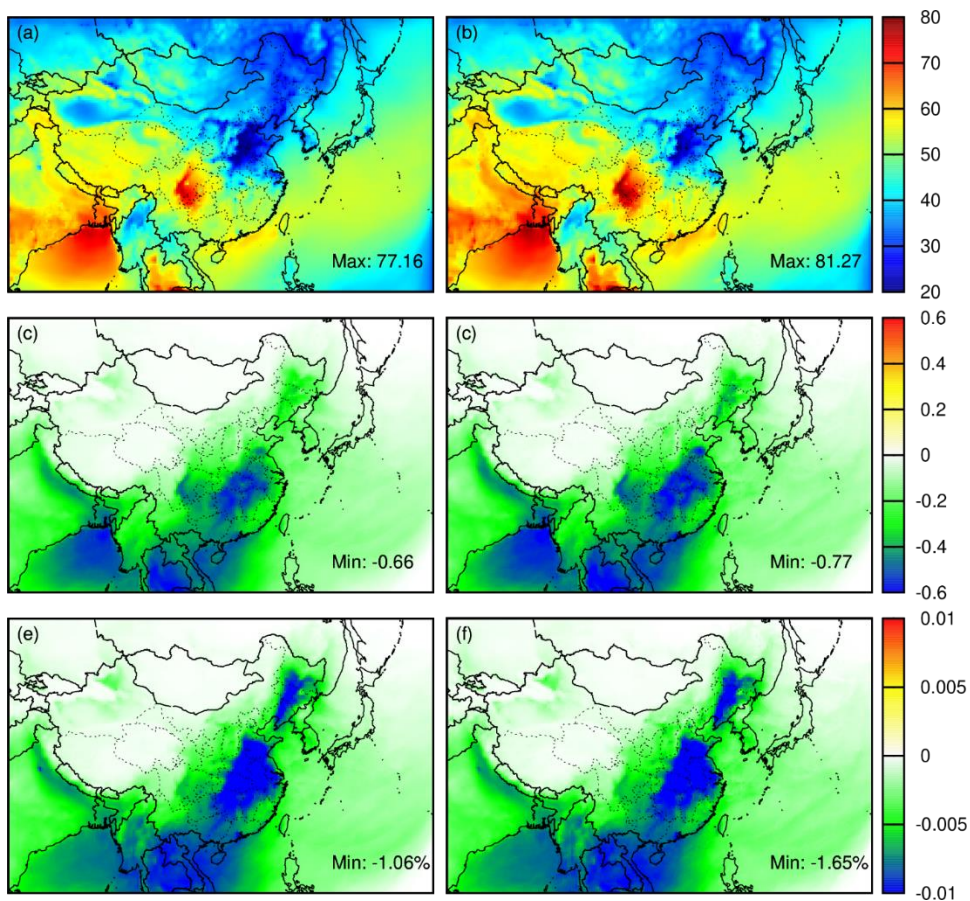 (a)
Max: 77.16
(b)
Max: 81.27
80
70
60
50
40
30
20
(c)
Min: -0.66
(c)
Min: -0.77
0.6
0.4
0.2
0
-0.2
-0.4
-0.6
(e)
Min: -1.06%
(f)
Min: -1.65%
0.01
0.005
0
-0.005
-0.01